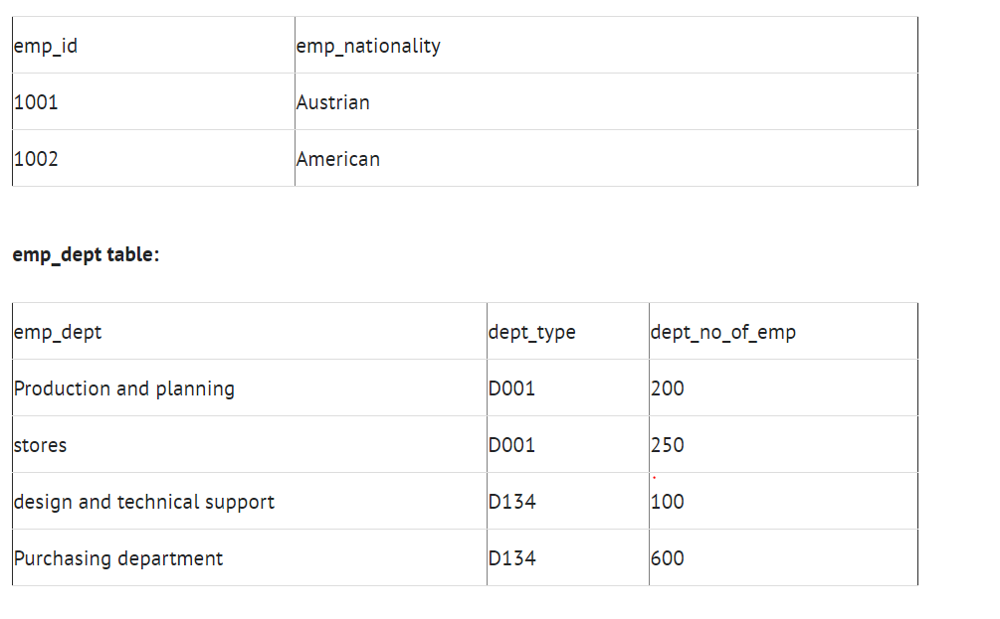 emp_id emp_nationality
1001 Austrian
1002 American
emp_dept table:
emp_dept dept_type dept_no_of_emp
Production and planning D001 200
stores D001 250
design and technical support D134 100
Purchasing department D134 600